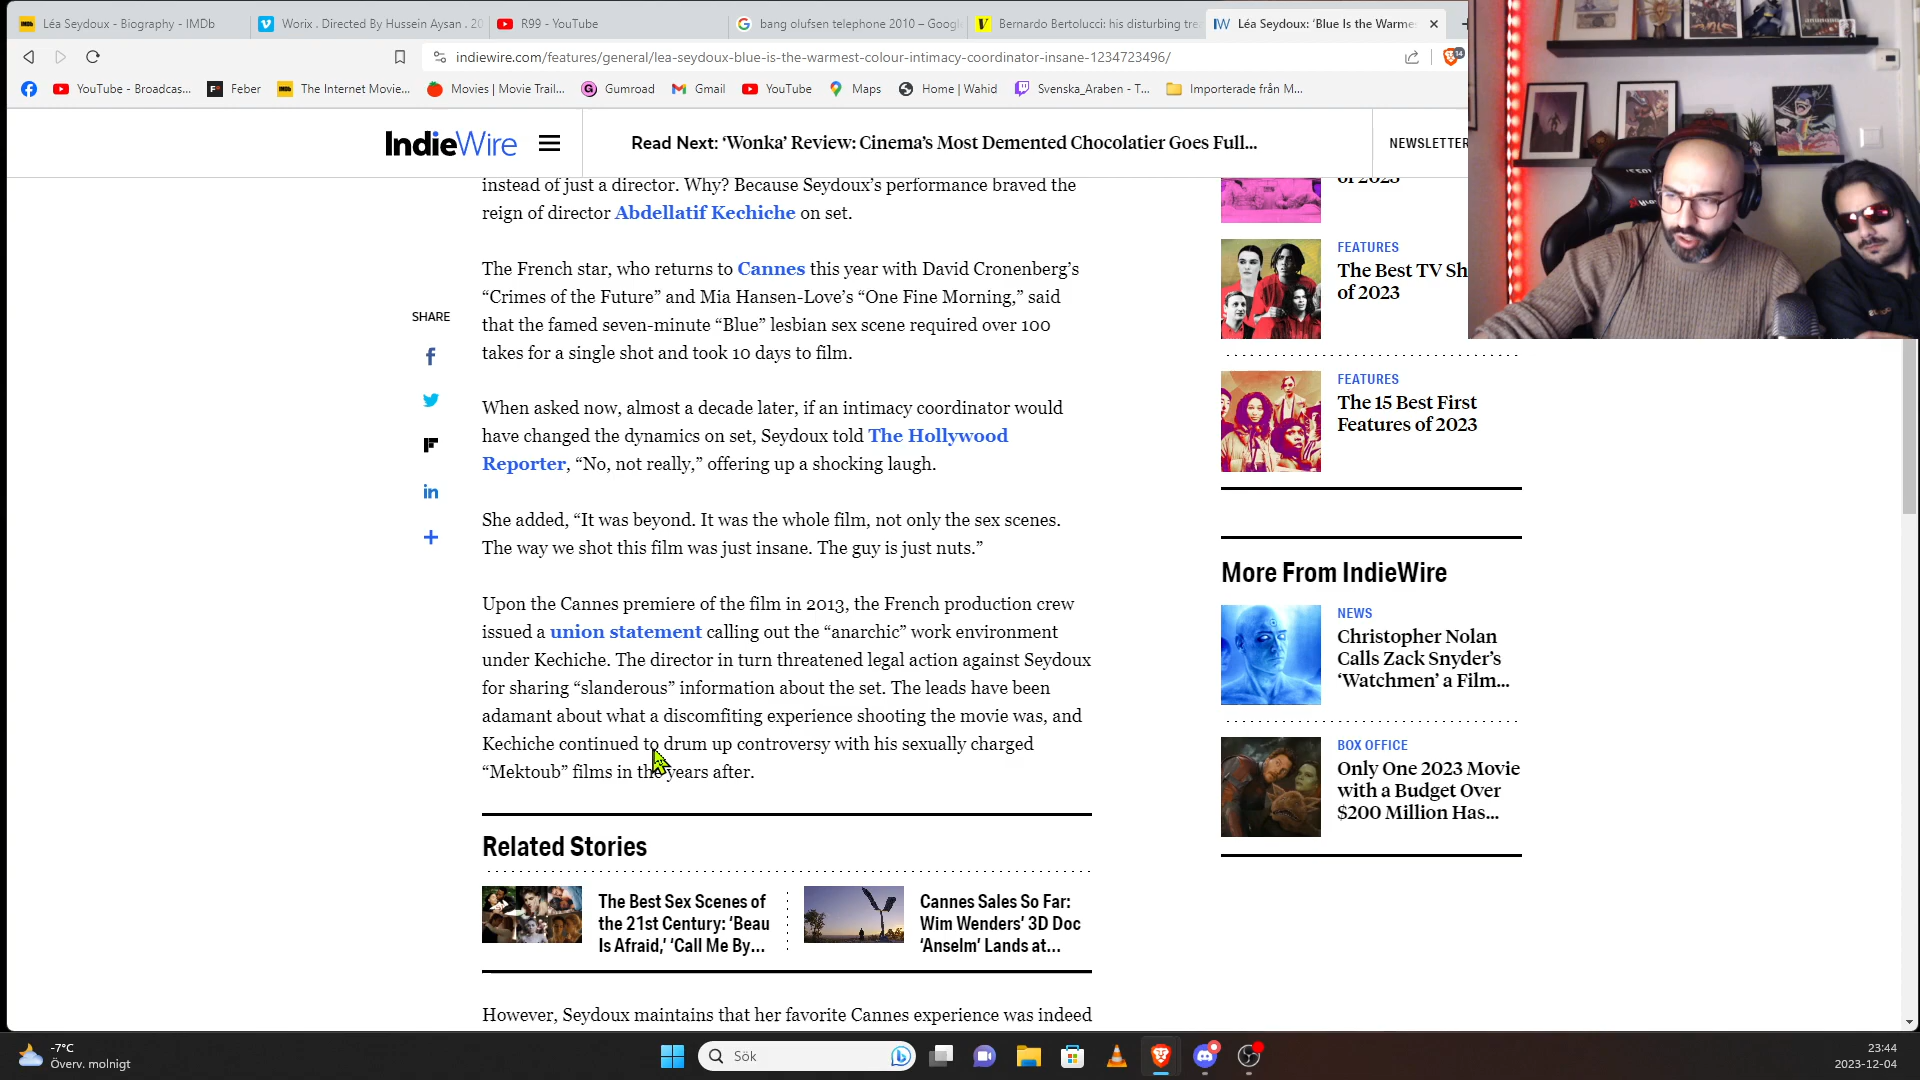 Léa Seydoux - Biography - IMDb
Worix . Directed By Hussein Aysan . 20
R99 - YouTube
bang olufsen telephone 2010 – Googl
Bernardo Bertolucci: his disturbing tre
Léa Seydoux: ‘Blue Is the Warmes
indiewire.com/features/general/lea-seydoux-blue-is-the-warmest-colour-intimacy-coordinator-insane-1234723496/
14
YouTube - Broadcas...
Feber
The Internet Movie...
Movies | Movie Trail...
Gumroad
Gmail
YouTube
Maps
Home | Wahid
Svenska_Araben - T...
Importerade från M...
IndieWire
Read Next: ‘Wonka’ Review: Cinema’s Most Demented Chocolatier Goes Full...
NEWSLETTER
instead of just a director. Why? Because Seydoux’s performance braved the
reign of director Abdellatif Kechiche on set.
The French star, who returns to Cannes this year with David Cronenberg’s
“Crimes of the Future” and Mia Hansen-Love’s “One Fine Morning,” said
that the famed seven-minute “Blue” lesbian sex scene required over 100
takes for a single shot and took 10 days to film.
When asked now, almost a decade later, if an intimacy coordinator would
have changed the dynamics on set, Seydoux told The Hollywood
Reporter, “No, not really,” offering up a shocking laugh.
She added, “It was beyond. It was the whole film, not only the sex scenes.
The way we shot this film was just insane. The guy is just nuts.”
Upon the Cannes premiere of the film in 2013, the French production crew
issued a union statement calling out the “anarchic” work environment
under Kechiche. The director in turn threatened legal action against Seydoux
for sharing “slanderous” information about the set. The leads have been
adamant about what a discomfiting experience shooting the movie was, and
Kechiche continued to drum up controversy with his sexually charged
“Mektoub” films in the years after.
SHARE
Related Stories
The Best Sex Scenes of
the 21st Century: ‘Beau
Is Afraid,’ ‘Call Me By...
Cannes Sales So Far:
Wim Wenders’ 3D Doc
‘Anselm’ Lands at...
However, Seydoux maintains that her favorite Cannes experience was indeed
of 2023
FEATURES
The Best TV Sh
of 2023
FEATURES
The 15 Best First
Features of 2023
More From IndieWire
NEWS
Christopher Nolan
Calls Zack Snyder’s
‘Watchmen’ a Film...
BOX OFFICE
Only One 2023 Movie
with a Budget Over
$200 Million Has...
-7°C
Överv. molnigt
Sök
23:44
2023-12-04